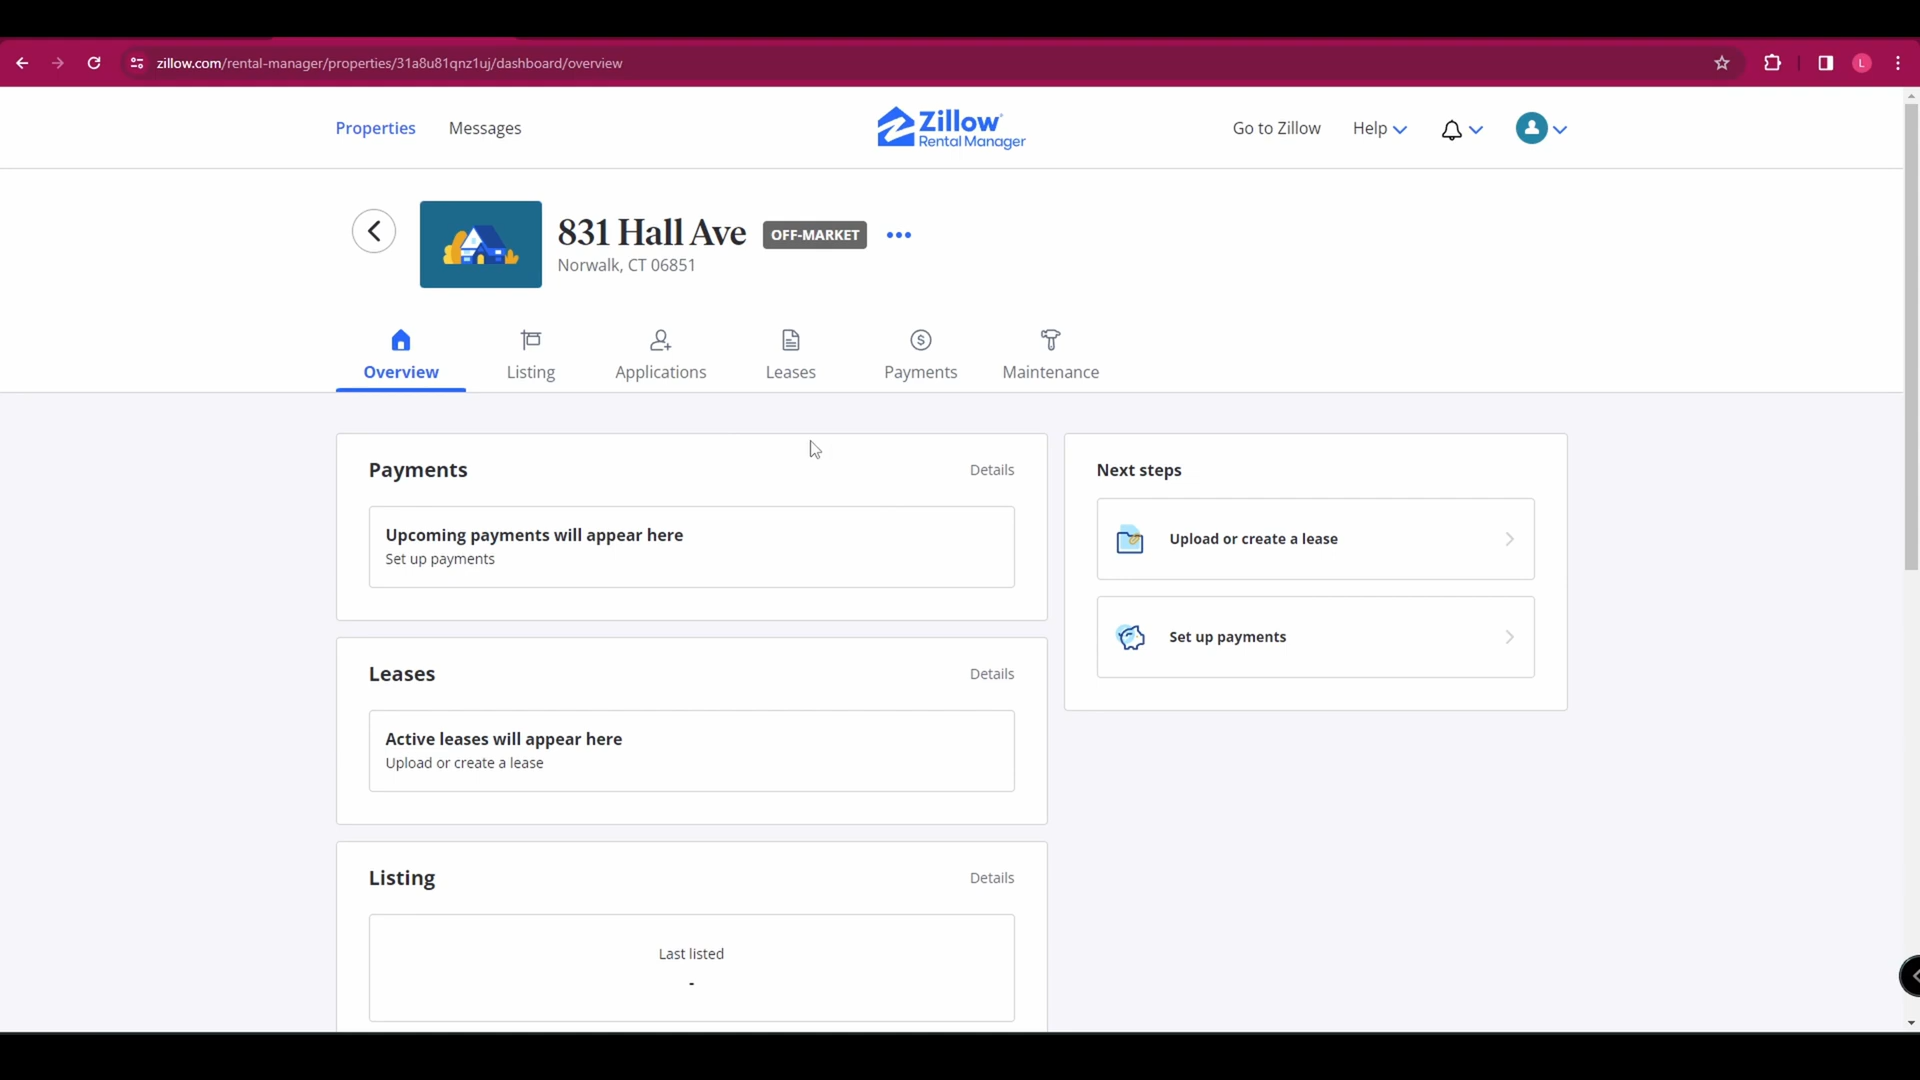 zillow.com/rental-manager/properties/31a8u81qnz1uj/dashboard/overview
L
Properties
Messages
Zillow
Rental Manager
Go to Zillow
Help
831 Hall Ave
OFF-MARKET
Norwalk, CT 06851
Overview
Listing
Applications
Leases
Payments
Maintenance
Payments
Details
Upcoming payments will appear here
Set up payments
Next steps
Upload or create a lease
Set up payments
Leases
Details
Active leases will appear here
Upload or create a lease
Listing
Details
Last listed
-